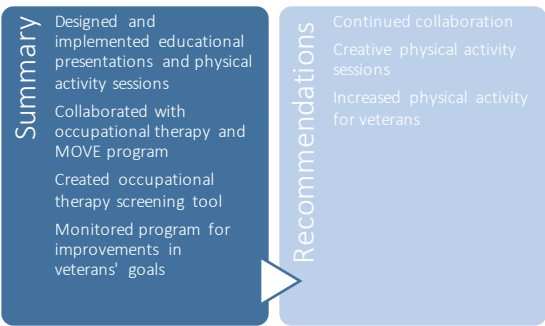 Summary
Designed and
implemented educational
presentations and physical
activity sessions
Collaborated with
occupational therapy and
MOVE program
Created occupational
therapy screening tool
Monitored program for
improvements in
veterans' goals
Recommendations
Continued collaboration
Creative physical activity
sessions
Increased physical activity
for veterans